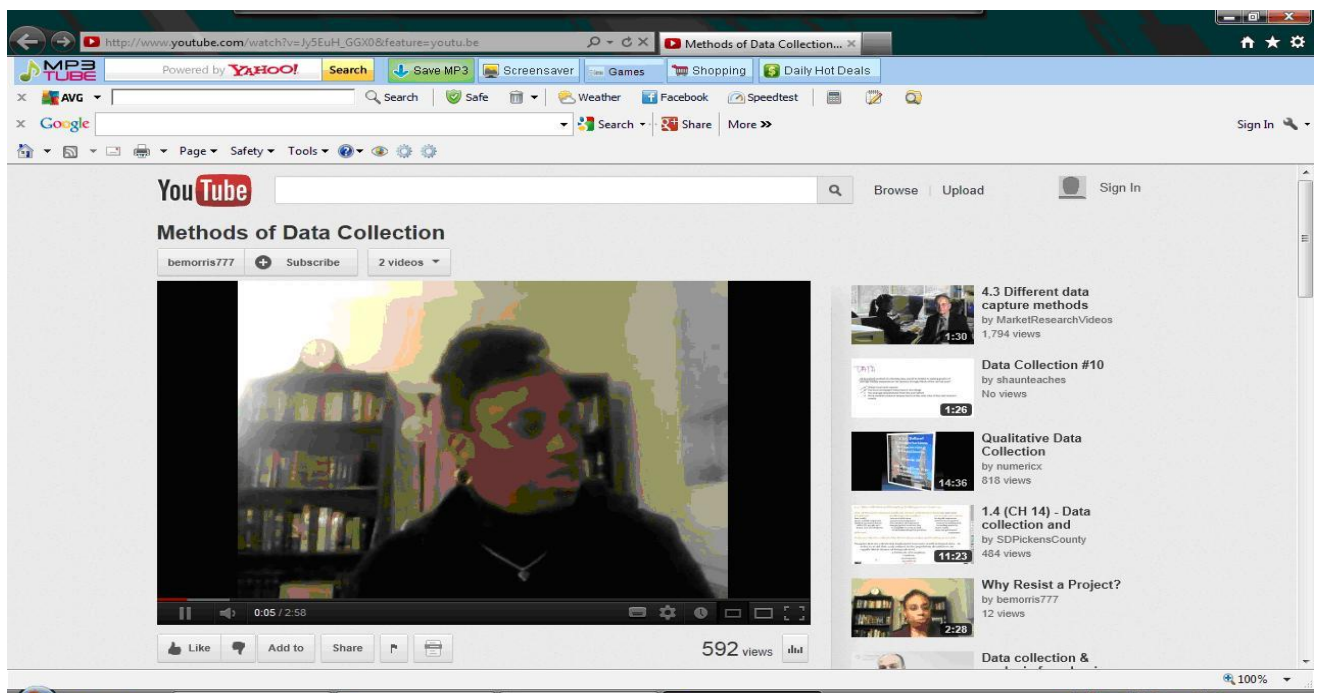 http://www.youtube.com/watch?v=Jy5EuH_GGX0&feature=youtu.be
Methods of Data Collection...
MP3 TUBE Powered by YAHOO! Search Save MP3 Screensaver Games Shopping Daily Hot Deals
AVG Search Safe Weather Facebook Speedtest
Google Search Share More >> Sign In
Page Safety Tools
YouTube Browse Upload Sign In
Methods of Data Collection
bemorris777 Subscribe 2 videos
0:05 / 2:58
Like Add to Share
592 views
1:30
4.3 Different data
capture methods
by MarketResearchVideos
1,794 views
1:26
Data Collection #10
by shaunteaches
No views
14:36
Qualitative Data
Collection
by numericx
818 views
11:23
1.4 (CH 14) - Data
collection and
by SDPickensCounty
484 views
2:28
Why Resist a Project?
by bemorris777
12 views
Data collection &
100%